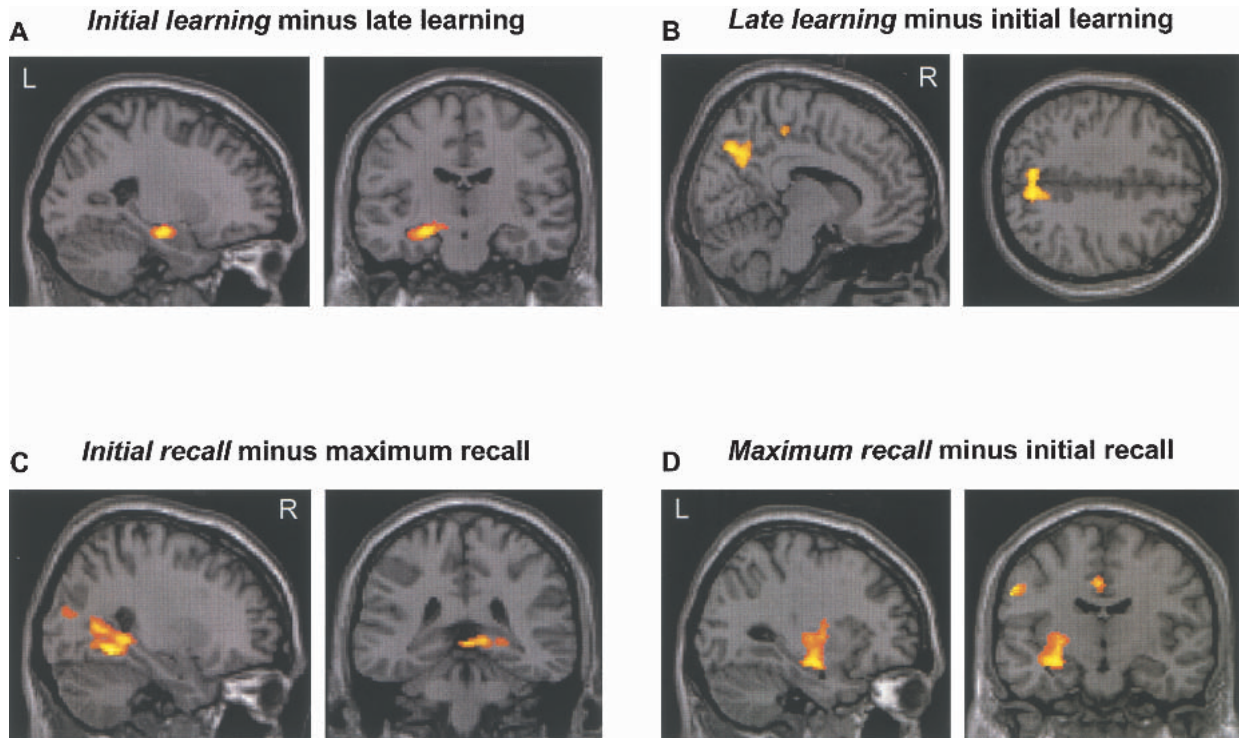 A
Initial learning minus late learning
L
B
Late learning minus initial learning
R
C
Initial recall minus maximum recall
R
D
Maximum recall minus initial recall
L